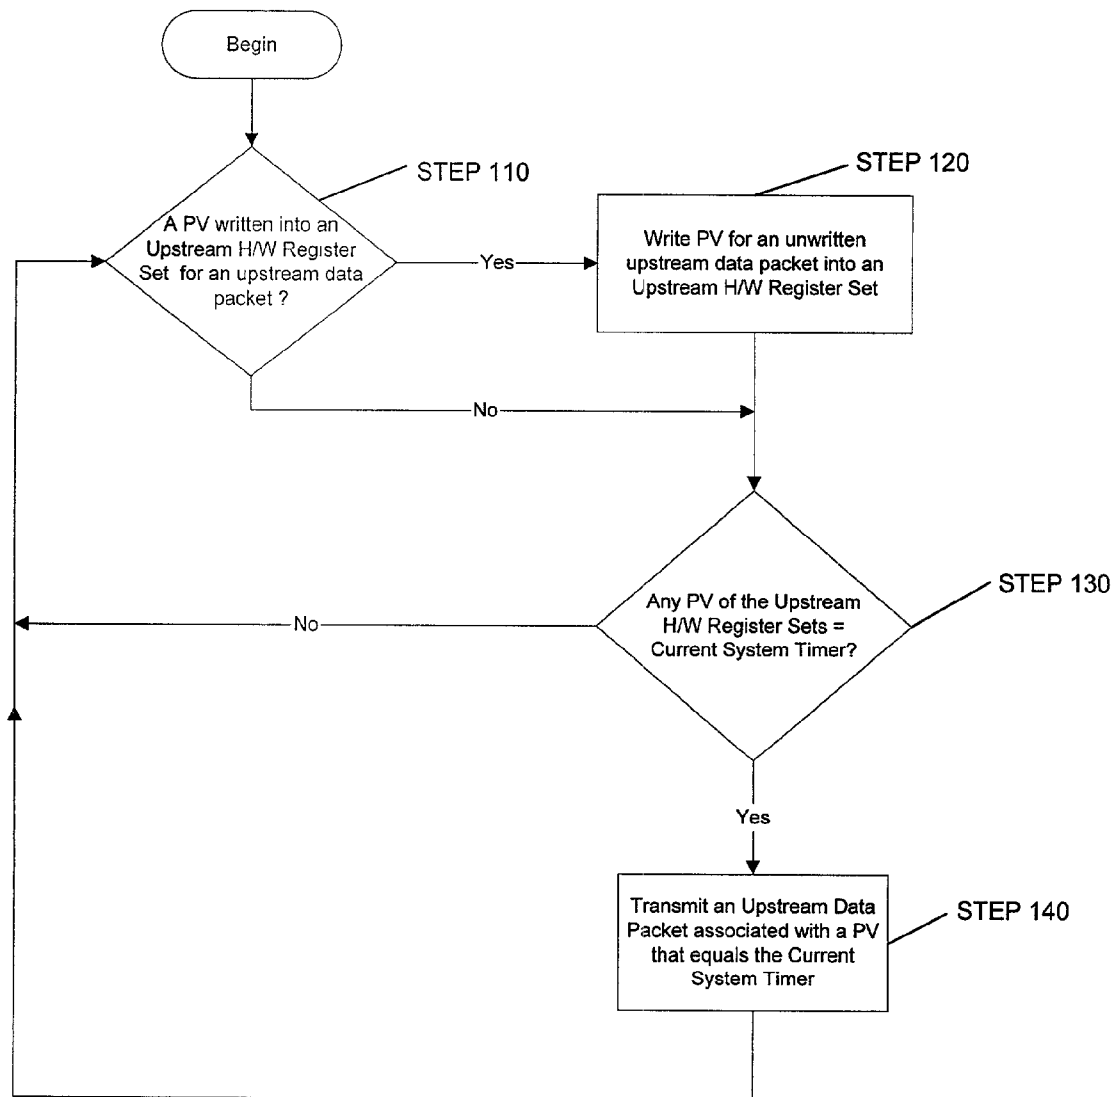 Begin
STEP 110
A PV written into an
Upstream H/W Register
Set for an upstream data
packet ?
Yes
STEP 120
Write PV for an unwritten
upstream data packet into an
Upstream H/W Register Set
No
STEP 130
Any PV of the Upstream
H/W Register Sets =
Current System Timer?
No
Yes
STEP 140
Transmit an Upstream Data
Packet associated with a PV
that equals the Current
System Timer